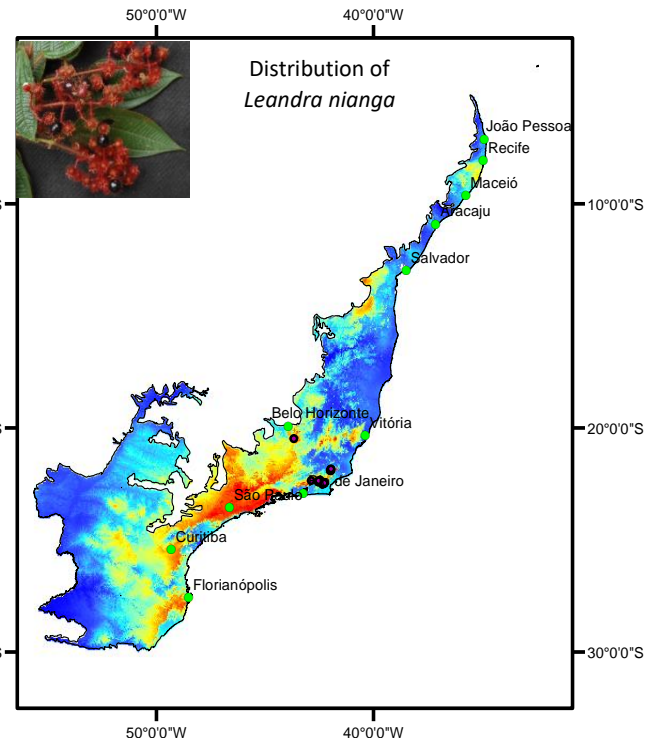 50°0'0"W 40°0'0"W
Distribution of
Leandra nianga
João Pessoa
Recife
Maceió
Aracaju
10°0'0"S
Salvador
Belo Horizonte
Vitória
20°0'0"S
de Janeiro
São Paulo
Curitiba
Florianópolis
30°0'0"S
50°0'0"W 40°0'0"W